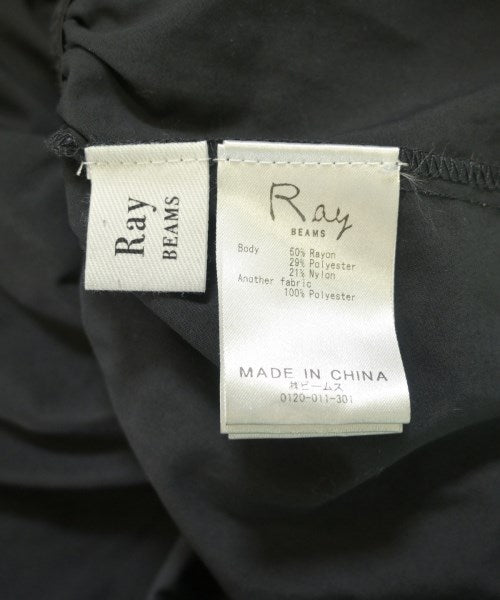 Ray
BEAMS
Ray
BEAMS
Body 50% Rayon
29% Polyester
21% Nylon
Another fabric
100% Polyester
MADE IN CHINA
㈱ビームス
0120-011-301